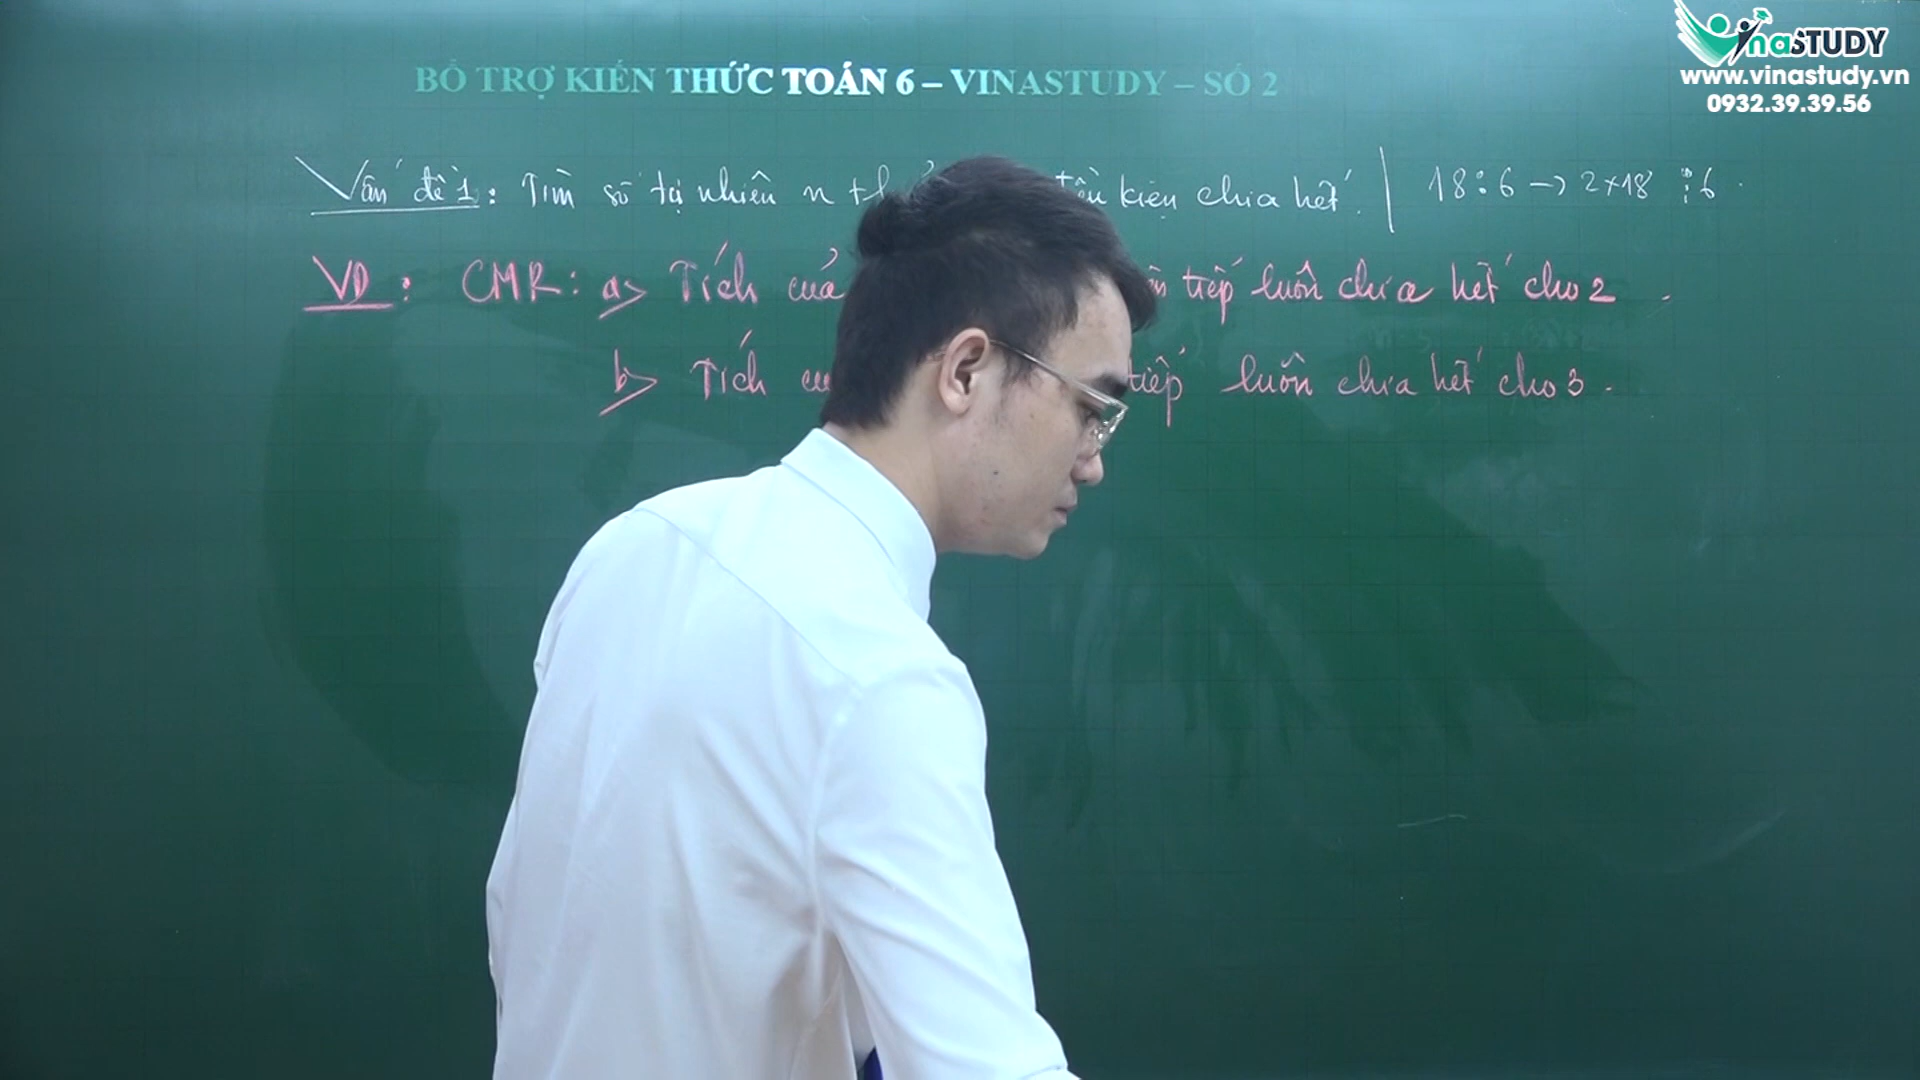 VinaSTUDY
www.vinastudy.vn
0932.39.39.56
BỔ TRỢ KIẾN THỨC TOÁN 6 – VINASTUDY – SỐ 2
Vấn đề 1: Tìm số tự nhiên n kiện chia hết. | 18⋮6 → 2×18 ⋮6.
VD: CMR: a> Tích của tiếp luôn chia hết cho 2.
b> Tích tiếp luôn chia hết cho 3.